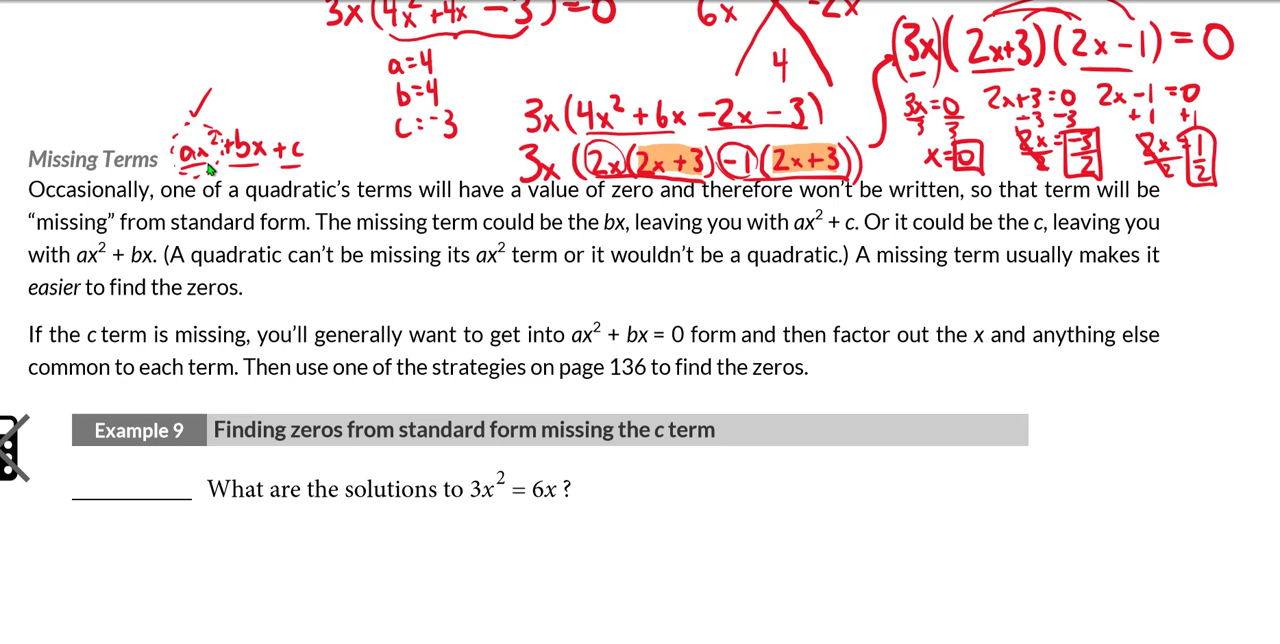 3x(4x² + 4x − 3) = 0
6x -2x
4
a=4
b=4
c=-3
3x(4x² + 6x - 2x - 3)
3x (2x(2x+3) -1(2x+3))
(3x)(2x+3)(2x-1) = 0
3x = 0 2x+3=0 2x-1=0
3 3 -3 -3 +1 +1
x=0 2x = -3 2x = 1
2 2 2 2
ax²+bx+c
Missing Terms
Occasionally, one of a quadratic's terms will have a value of zero and therefore won't be written, so that term will be
“missing” from standard form. The missing term could be the bx, leaving you with ax² + c. Or it could be the c, leaving you
with ax² + bx. (A quadratic can't be missing its ax² term or it wouldn't be a quadratic.) A missing term usually makes it
easier to find the zeros.
If the c term is missing, you'll generally want to get into ax² + bx = 0 form and then factor out the x and anything else
common to each term. Then use one of the strategies on page 136 to find the zeros.
Example 9 Finding zeros from standard form missing the c term
What are the solutions to 3x² = 6x ?